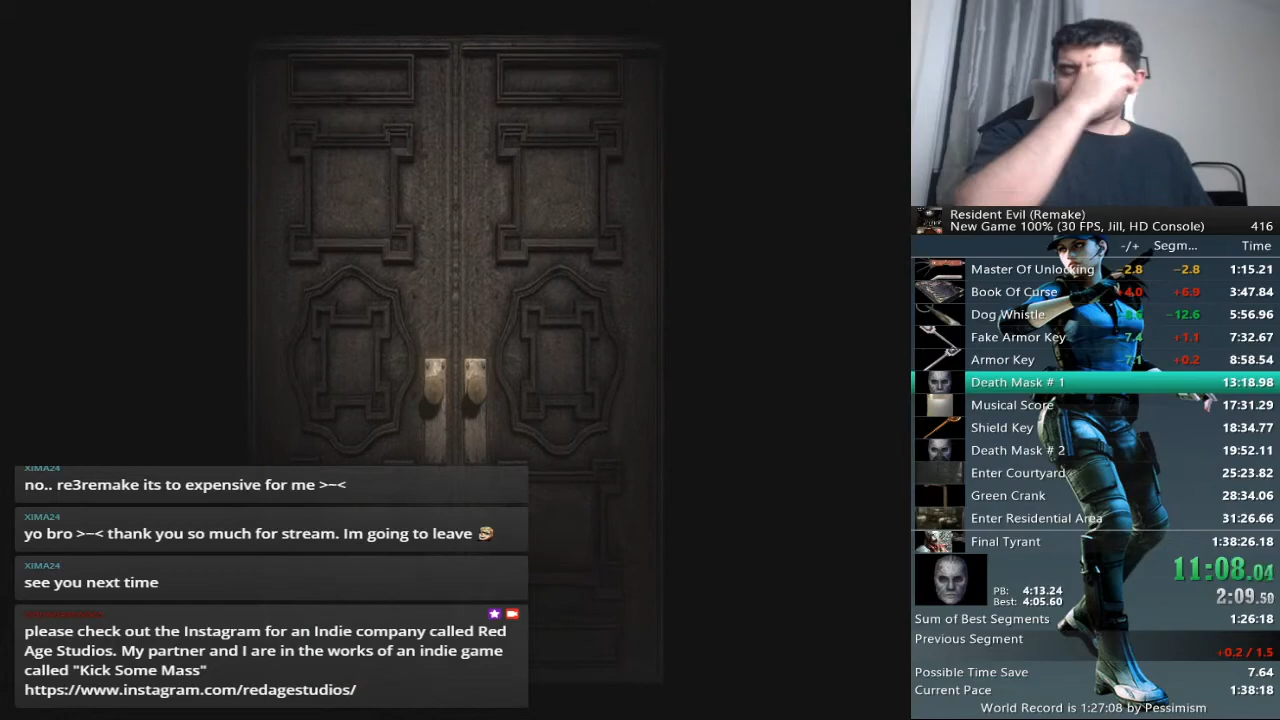 XIMA24
no.. re3remake its to expensive for me >~<
XIMA24
yo bro >~< thank you so much for stream. Im going to leave
XIMA24
see you next time
please check out the Instagram for an Indie company called Red
Age Studios. My partner and I are in the works of an indie game
called "Kick Some Mass"
https://www.instagram.com/redagestudios/
Resident Evil (Remake)
New Game 100% (30 FPS, Jill, HD Console) 416
-/+ Segm... Time
Master Of Unlocking −2.8 −2.8 1:15.21
Book Of Curse +4.0 +6.9 3:47.84
Dog Whistle −12.6 5:56.96
Fake Armor Key 7.4 +1.1 7:32.67
Armor Key −7.1 +0.2 8:58.54
Death Mask # 1 13:18.98
Musical Score 17:31.29
Shield Key 18:34.77
Death Mask # 2 19:52.11
Enter Courtyard 25:23.82
Green Crank 28:34.06
Enter Residential Area 31:26.66
Final Tyrant 1:38:26.18
11:08.04
PB: 4:13.24
Best: 4:05.60
2:09.50
Sum of Best Segments 1:26:18
Previous Segment
+0.2 / 1.5
Possible Time Save 7.64
Current Pace 1:38:18
World Record is 1:27:08 by Pessimism